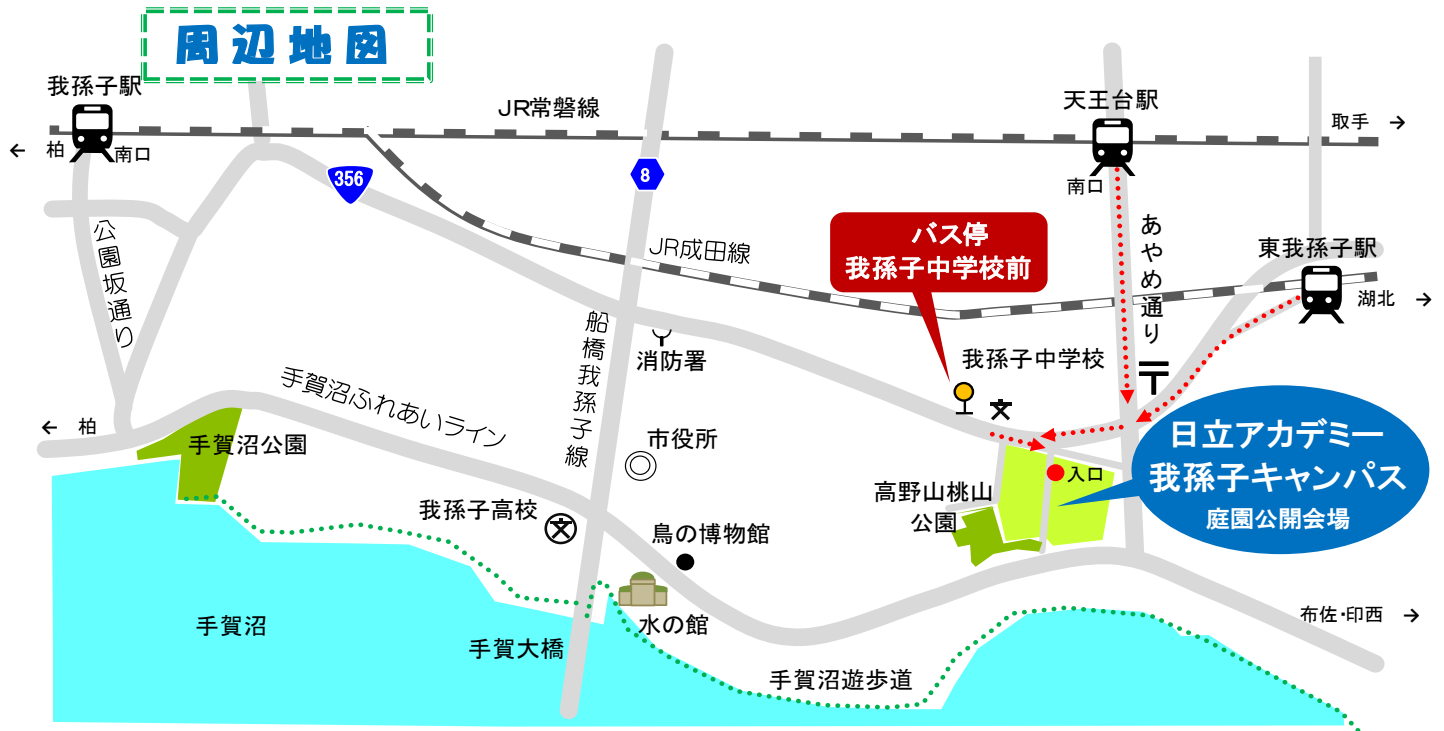 周辺地図
我孫子駅
JR常磐線
天王台駅
取手 →
← 柏
南口
356
8
南口
公園坂通り
JR成田線
バス停
我孫子中学校前
あやめ通り
東我孫子駅
湖北 →
船橋我孫子線
消防署
我孫子中学校
〒
手賀沼ふれあいライン
← 柏
手賀沼公園
市役所
日立アカデミー
我孫子キャンパス
庭園公開会場
入口
高野山桃山
公園
我孫子高校
鳥の博物館
水の館
手賀沼
手賀大橋
布佐・印西 →
手賀沼遊歩道